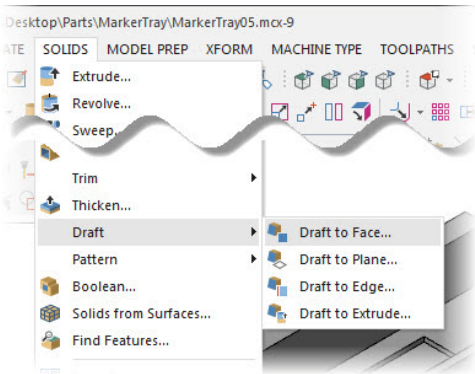 Desktop\Parts\MarkerTray\MarkerTray05.mcx-9
ATE SOLIDS MODEL PREP XFORM MACHINE TYPE TOOLPATHS
Extrude...
Revolve...
Sweep...
Trim
Thicken...
Draft
Draft to Face...
Pattern
Draft to Plane...
Boolean...
Draft to Edge...
Solids from Surfaces...
Draft to Extrude...
Find Features...